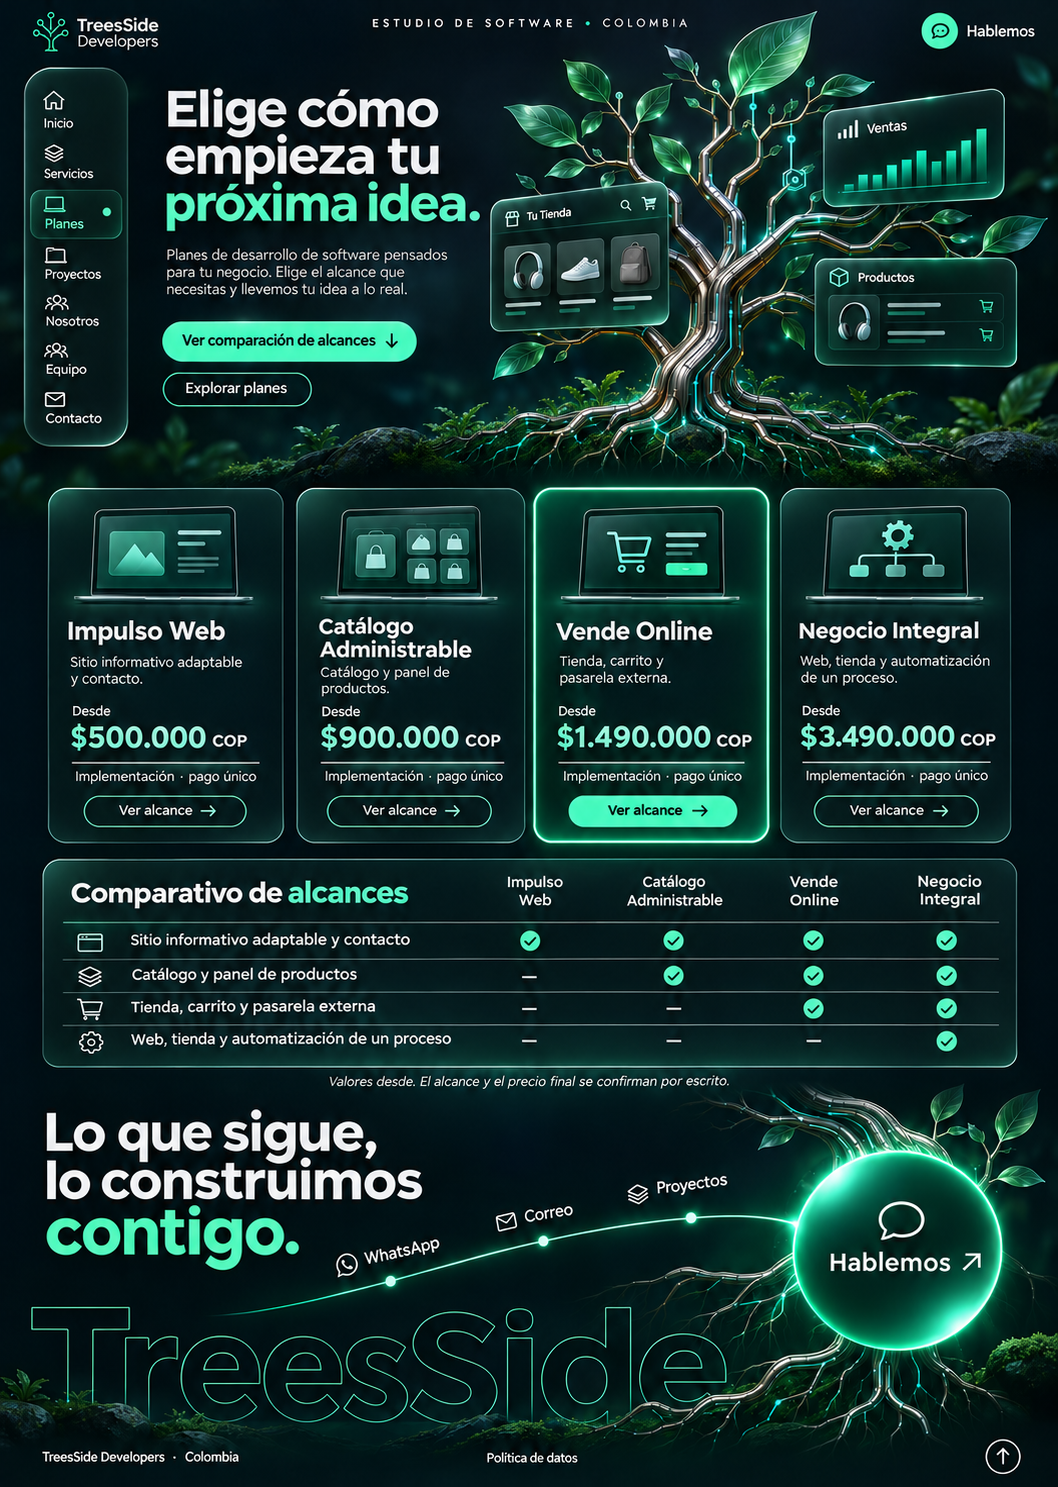 TreesSide
Developers
ESTUDIO DE SOFTWARE • COLOMBIA
Hablemos
Inicio
Servicios
Planes
Proyectos
Nosotros
Equipo
Contacto
Elige cómo
empieza tu
próxima idea.
Planes de desarrollo de software pensados
para tu negocio. Elige el alcance que
necesitas y llevemos tu idea a lo real.
Ver comparación de alcances ↓
Explorar planes
Tu Tienda
Ventas
Productos
Impulso Web
Sitio informativo adaptable
y contacto.
Desde
$500.000 COP
Implementación · pago único
Ver alcance →
Catálogo
Administrable
Catálogo y panel de
productos.
Desde
$900.000 COP
Implementación · pago único
Ver alcance →
Vende Online
Tienda, carrito y
pasarela externa.
Desde
$1.490.000 COP
Implementación · pago único
Ver alcance →
Negocio Integral
Web, tienda y automatización
de un proceso.
Desde
$3.490.000 COP
Implementación · pago único
Ver alcance →
Comparativo de alcances
Impulso
Web
Catálogo
Administrable
Vende
Online
Negocio
Integral
Sitio informativo adaptable y contacto
Catálogo y panel de productos
Tienda, carrito y pasarela externa
Web, tienda y automatización de un proceso
Valores desde. El alcance y el precio final se confirman por escrito.
Lo que sigue,
lo construimos
contigo.
WhatsApp
Correo
Proyectos
Hablemos ↗
TreesSide
TreesSide Developers · Colombia
Política de datos